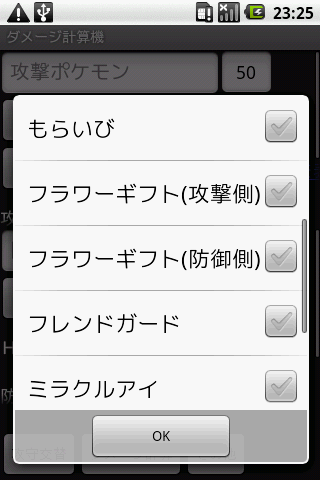 23:25
ダメージ計算機
攻撃ポケモン 50
もらいび
フラワーギフト(攻撃側)
フラワーギフト(防御側)
フレンドガード
ミラクルアイ
OK